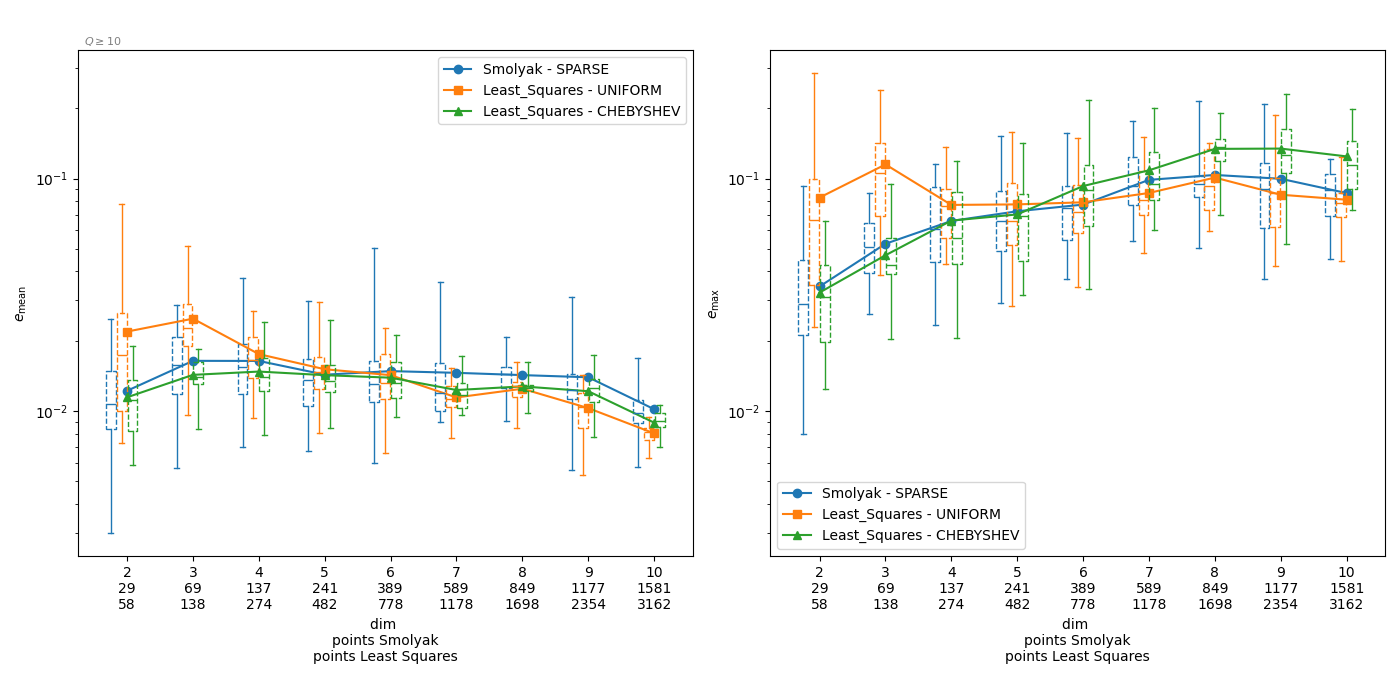 Q ≥ 10
Smolyak - SPARSE
Least_Squares - UNIFORM
Least_Squares - CHEBYSHEV
10⁻¹
10⁻²
e_mean
2 3 4 5 6 7 8 9 10
29 69 137 241 389 589 849 1177 1581
58 138 274 482 778 1178 1698 2354 3162
dim
points Smolyak
points Least Squares
10⁻¹
10⁻²
e_max
Smolyak - SPARSE
Least_Squares - UNIFORM
Least_Squares - CHEBYSHEV
2 3 4 5 6 7 8 9 10
29 69 137 241 389 589 849 1177 1581
58 138 274 482 778 1178 1698 2354 3162
dim
points Smolyak
points Least Squares